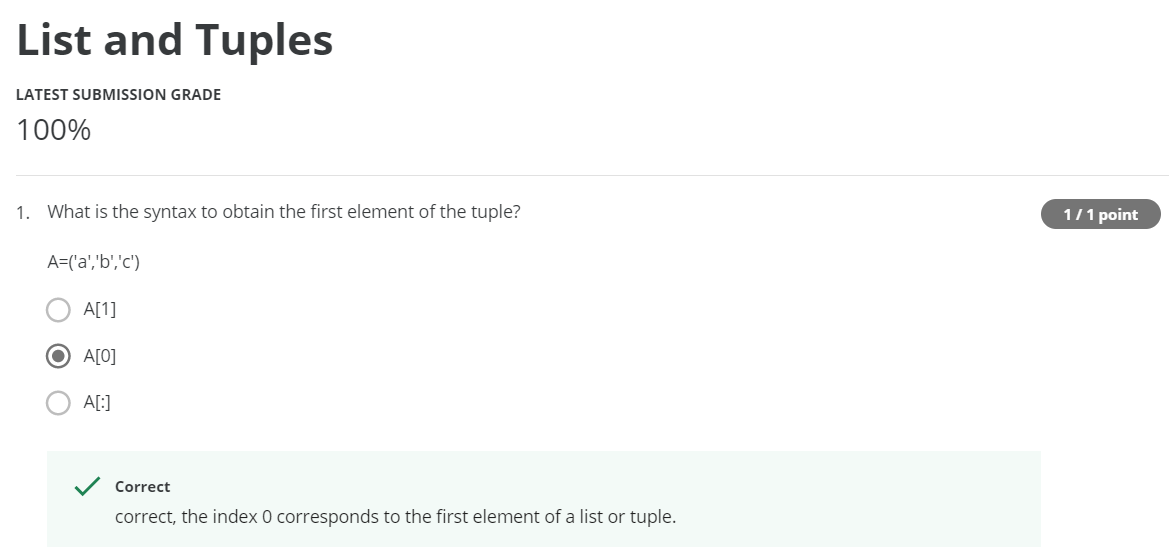 List and Tuples
LATEST SUBMISSION GRADE
100%
1. What is the syntax to obtain the first element of the tuple?
1 / 1 point
A=('a','b','c')
A[1]
A[0]
A[:]
Correct
correct, the index 0 corresponds to the first element of a list or tuple.